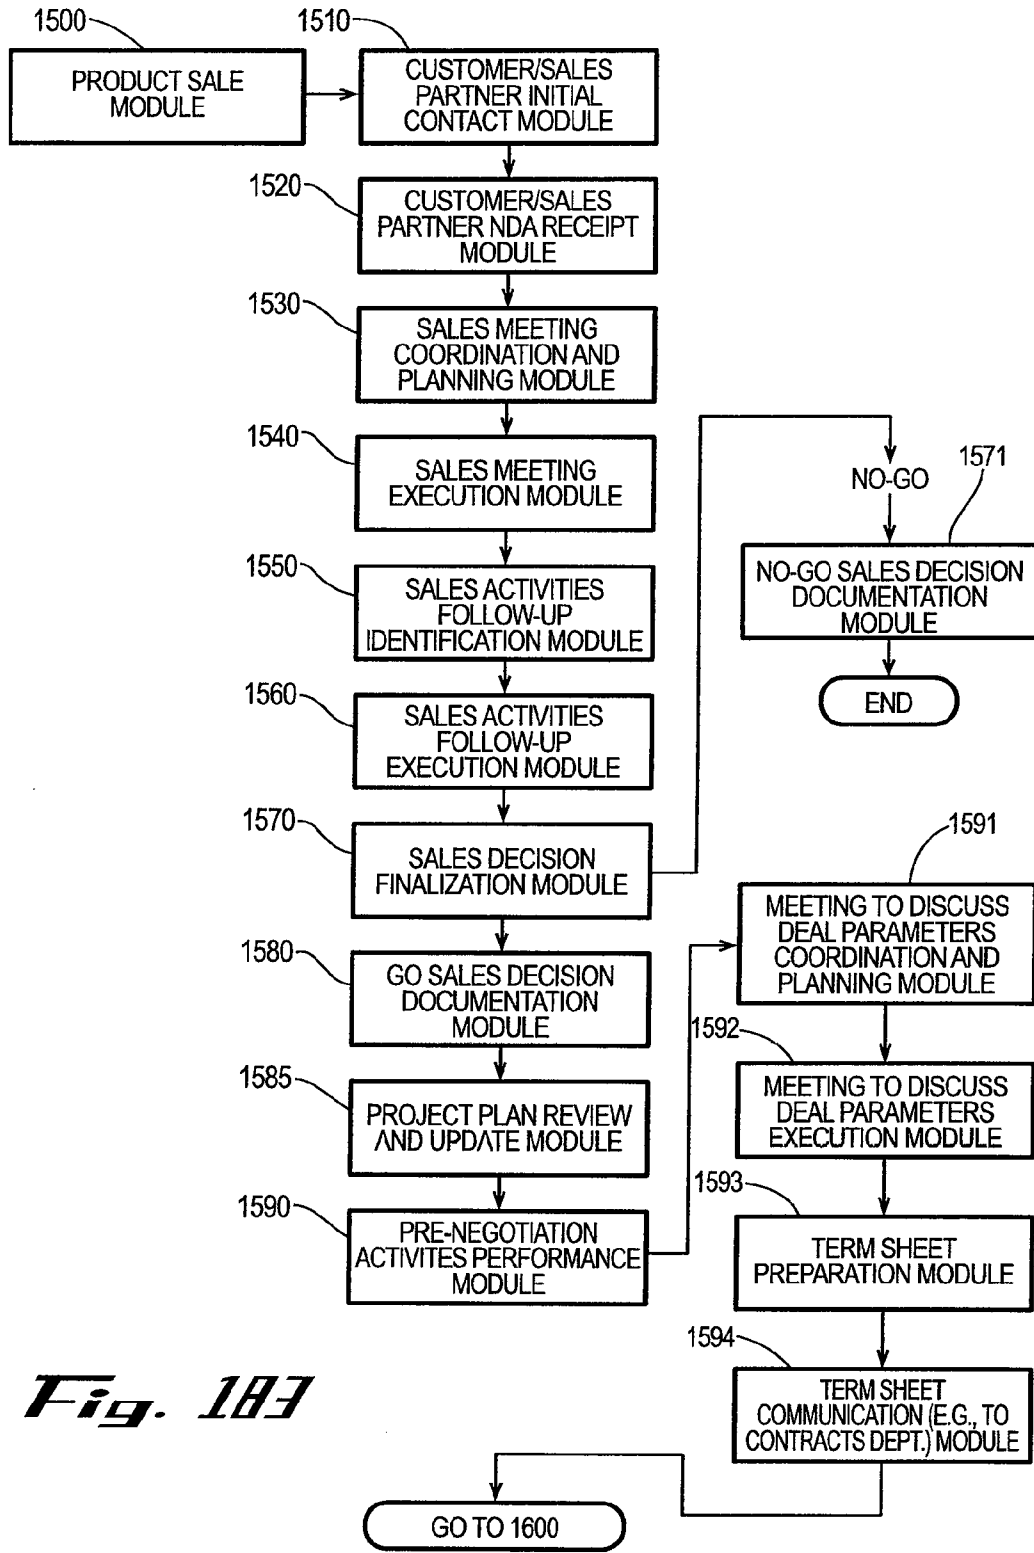 1500
PRODUCT SALE
MODULE
1510
CUSTOMER/SALES
PARTNER INITIAL
CONTACT MODULE
1520
CUSTOMER/SALES
PARTNER NDA RECEIPT
MODULE
1530
SALES MEETING
COORDINATION AND
PLANNING MODULE
1540
SALES MEETING
EXECUTION MODULE
1550
SALES ACTIVITIES
FOLLOW-UP
IDENTIFICATION MODULE
1560
SALES ACTIVITIES
FOLLOW-UP
EXECUTION MODULE
1570
SALES DECISION
FINALIZATION MODULE
NO-GO
1571
NO-GO SALES DECISION
DOCUMENTATION
MODULE
END
1580
GO SALES DECISION
DOCUMENTATION
MODULE
1585
PROJECT PLAN REVIEW
AND UPDATE MODULE
1590
PRE-NEGOTIATION
ACTIVITES PERFORMANCE
MODULE
1591
MEETING TO DISCUSS
DEAL PARAMETERS
COORDINATION AND
PLANNING MODULE
1592
MEETING TO DISCUSS
DEAL PARAMETERS
EXECUTION MODULE
1593
TERM SHEET
PREPARATION MODULE
1594
TERM SHEET
COMMUNICATION (E.G., TO
CONTRACTS DEPT.) MODULE
GO TO 1600
Fig. 183